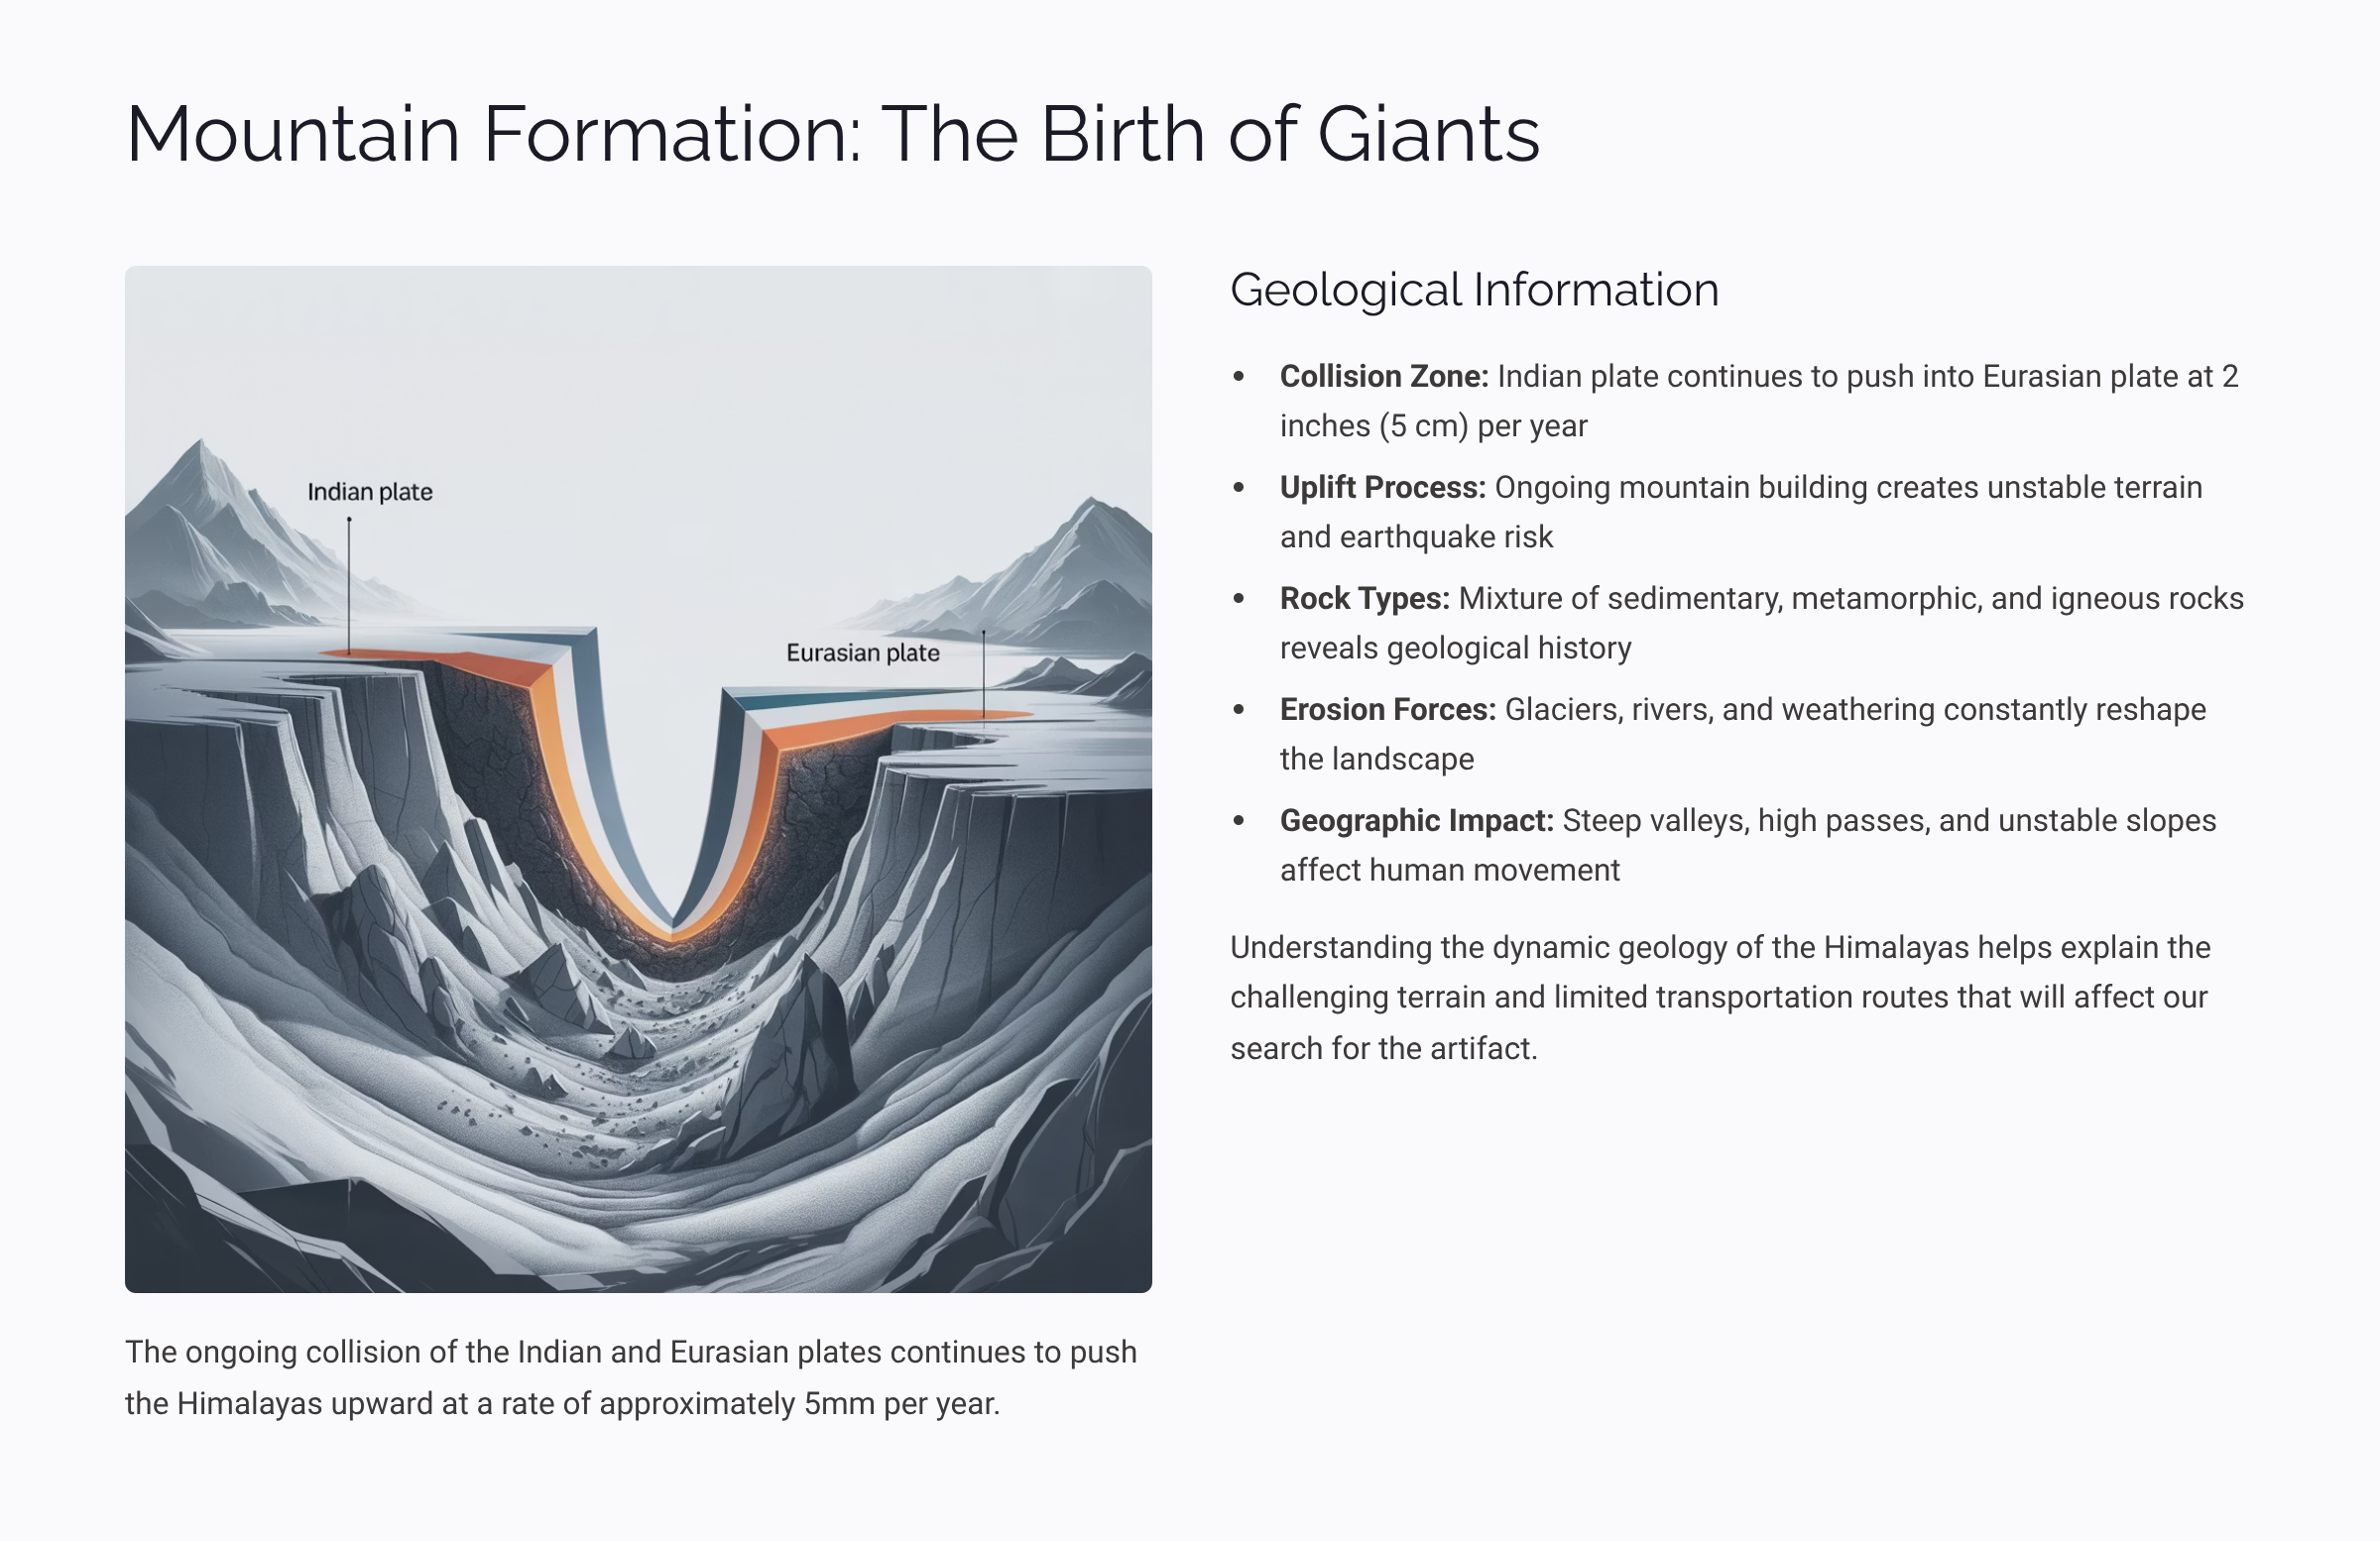 Mountain Formation: The Birth of Giants
Indian plate
Eurasian plate
The ongoing collision of the Indian and Eurasian plates continues to push
the Himalayas upward at a rate of approximately 5mm per year.
Geological Information
• Collision Zone: Indian plate continues to push into Eurasian plate at 2
inches (5 cm) per year
• Uplift Process: Ongoing mountain building creates unstable terrain
and earthquake risk
• Rock Types: Mixture of sedimentary, metamorphic, and igneous rocks
reveals geological history
• Erosion Forces: Glaciers, rivers, and weathering constantly reshape
the landscape
• Geographic Impact: Steep valleys, high passes, and unstable slopes
affect human movement
Understanding the dynamic geology of the Himalayas helps explain the
challenging terrain and limited transportation routes that will affect our
search for the artifact.